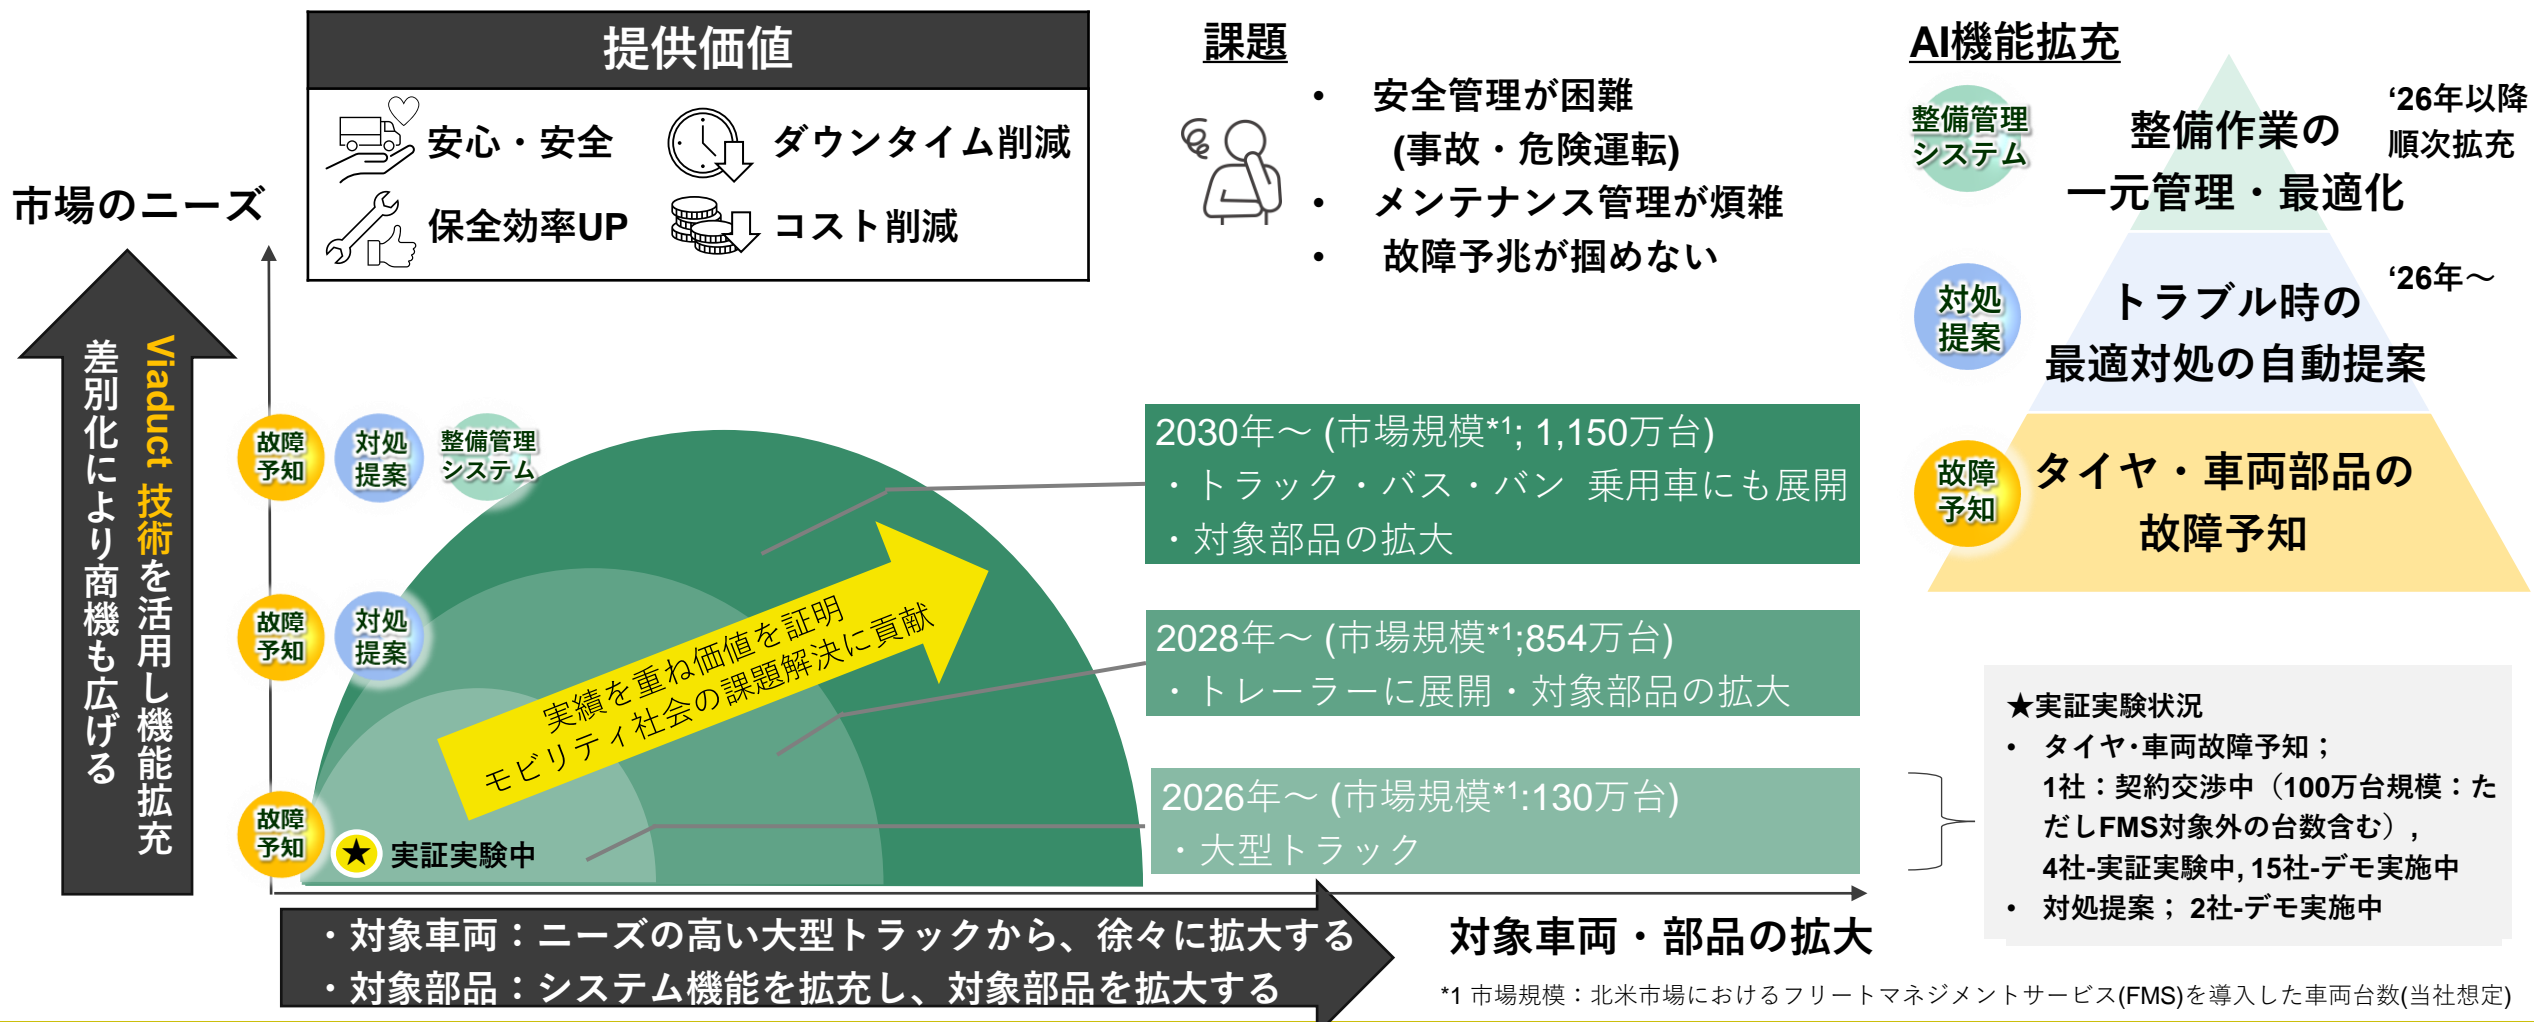 提供価値
安心・安全
ダウンタイム削減
保全効率UP
コスト削減
課題
• 安全管理が困難
(事故・危険運転)
• メンテナンス管理が煩雑
• 故障予兆が掴めない
AI機能拡充
整備管理
システム
整備作業の
一元管理・最適化
‘26年以降
順次拡充
対処
提案
トラブル時の
最適対処の自動提案
‘26年～
故障
予知
タイヤ・車両部品の
故障予知
市場のニーズ
Viaduct 技術を活用し機能拡充
差別化により商機も広げる
故障
予知
対処
提案
整備管理
システム
故障
予知
対処
提案
故障
予知
★
実証実験中
実績を重ね価値を証明
モビリティ社会の課題解決に貢献
2030年～ (市場規模*1; 1,150万台)
・トラック・バス・バン 乗用車にも展開
・対象部品の拡大
2028年～ (市場規模*1;854万台)
・トレーラーに展開・対象部品の拡大
2026年～ (市場規模*1:130万台)
・大型トラック
★実証実験状況
• タイヤ･車両故障予知；
1社：契約交渉中（100万台規模：た
だしFMS対象外の台数含む）,
4社-実証実験中, 15社-デモ実施中
• 対処提案； 2社-デモ実施中
・対象車両：ニーズの高い大型トラックから、徐々に拡大する
・対象部品：システム機能を拡充し、対象部品を拡大する
対象車両・部品の拡大
*1 市場規模：北米市場におけるフリートマネジメントサービス(FMS)を導入した車両台数(当社想定)